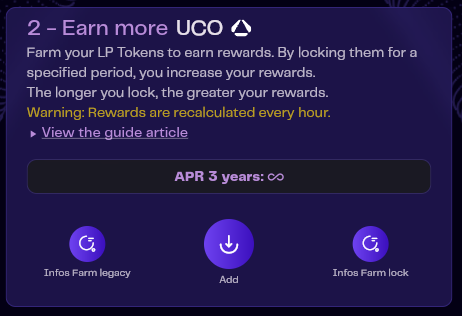 2 - Earn more UCO
Farm your LP Tokens to earn rewards. By locking them for a
specified period, you increase your rewards.
The longer you lock, the greater your rewards.
Warning: Rewards are recalculated every hour.
▸ View the guide article
APR 3 years: ∞
Infos Farm legacy
Add
Infos Farm lock